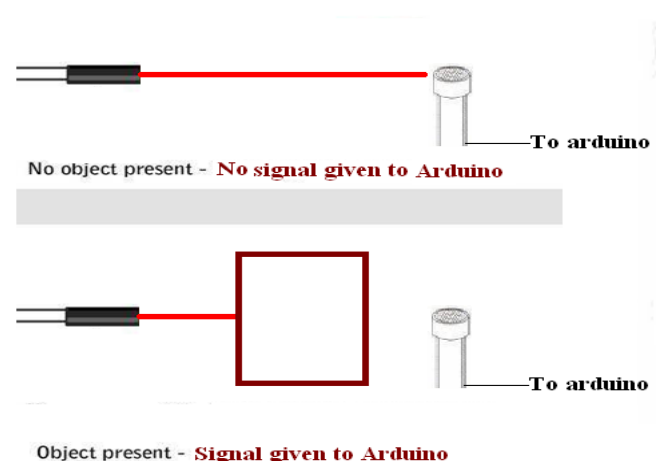 To arduino
No object present - No signal given to Arduino
To arduino
Object present - Signal given to Arduino